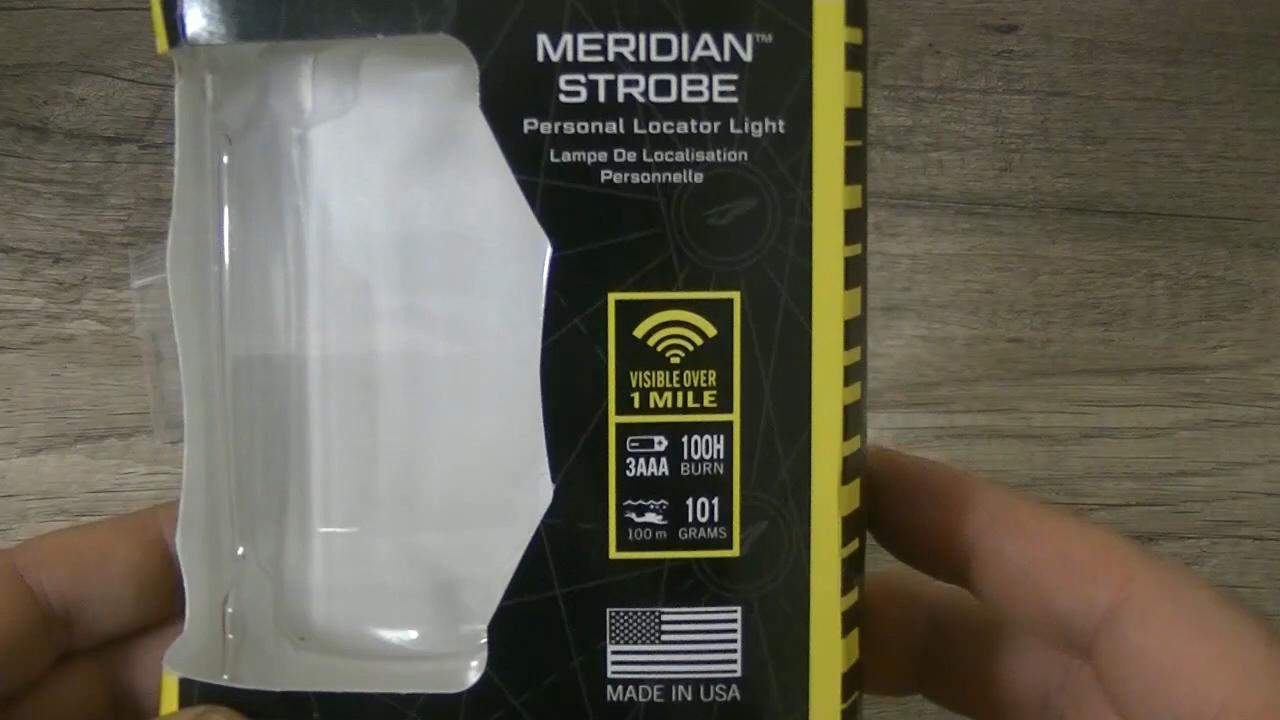 MERIDIAN™
STROBE
Personal Locator Light
Lampe De Localisation
Personnelle
VISIBLE OVER
1 MILE
3AAA
100H
BURN
100 m
101
GRAMS
MADE IN USA